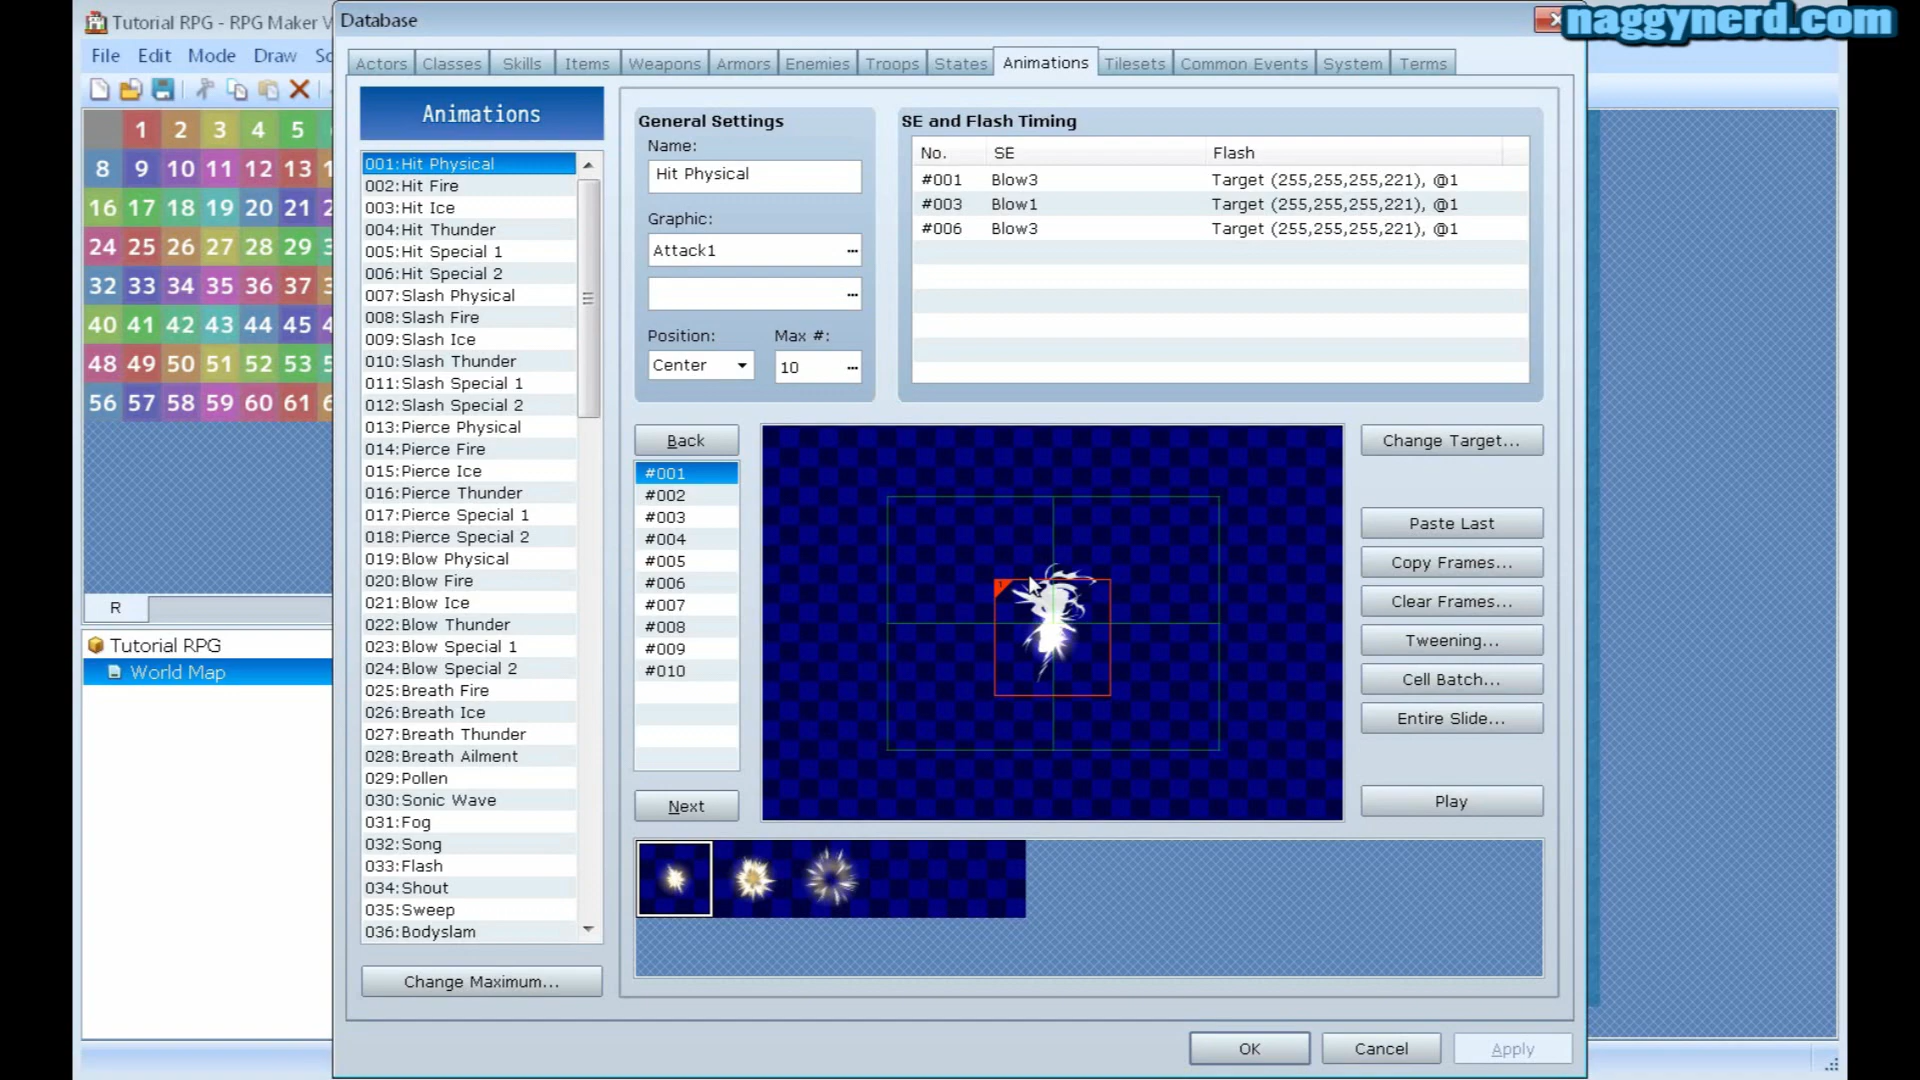 Tutorial RPG - RPG Maker V
Database
naggynerd.com
File Edit Mode Draw Sc
Actors Classes Skills Items Weapons Armors Enemies Troops States Animations Tilesets Common Events System Terms
1 2 3 4 5
8 9 10 11 12 13 1
16 17 18 19 20 21 2
24 25 26 27 28 29 3
32 33 34 35 36 37 3
40 41 42 43 44 45 4
48 49 50 51 52 53 5
56 57 58 59 60 61 6
R
Tutorial RPG
World Map
Animations
001:Hit Physical
002:Hit Fire
003:Hit Ice
004:Hit Thunder
005:Hit Special 1
006:Hit Special 2
007:Slash Physical
008:Slash Fire
009:Slash Ice
010:Slash Thunder
011:Slash Special 1
012:Slash Special 2
013:Pierce Physical
014:Pierce Fire
015:Pierce Ice
016:Pierce Thunder
017:Pierce Special 1
018:Pierce Special 2
019:Blow Physical
020:Blow Fire
021:Blow Ice
022:Blow Thunder
023:Blow Special 1
024:Blow Special 2
025:Breath Fire
026:Breath Ice
027:Breath Thunder
028:Breath Ailment
029:Pollen
030:Sonic Wave
031:Fog
032:Song
033:Flash
034:Shout
035:Sweep
036:Bodyslam
Change Maximum...
General Settings
Name:
Hit Physical
Graphic:
Attack1 ...
...
Position: Max #:
Center 10 ...
SE and Flash Timing
No. SE Flash
#001 Blow3 Target (255,255,255,221), @1
#003 Blow1 Target (255,255,255,221), @1
#006 Blow3 Target (255,255,255,221), @1
Back
#001
#002
#003
#004
#005
#006
#007
#008
#009
#010
Next
1
Change Target...
Paste Last
Copy Frames...
Clear Frames...
Tweening...
Cell Batch...
Entire Slide...
Play
OK Cancel Apply